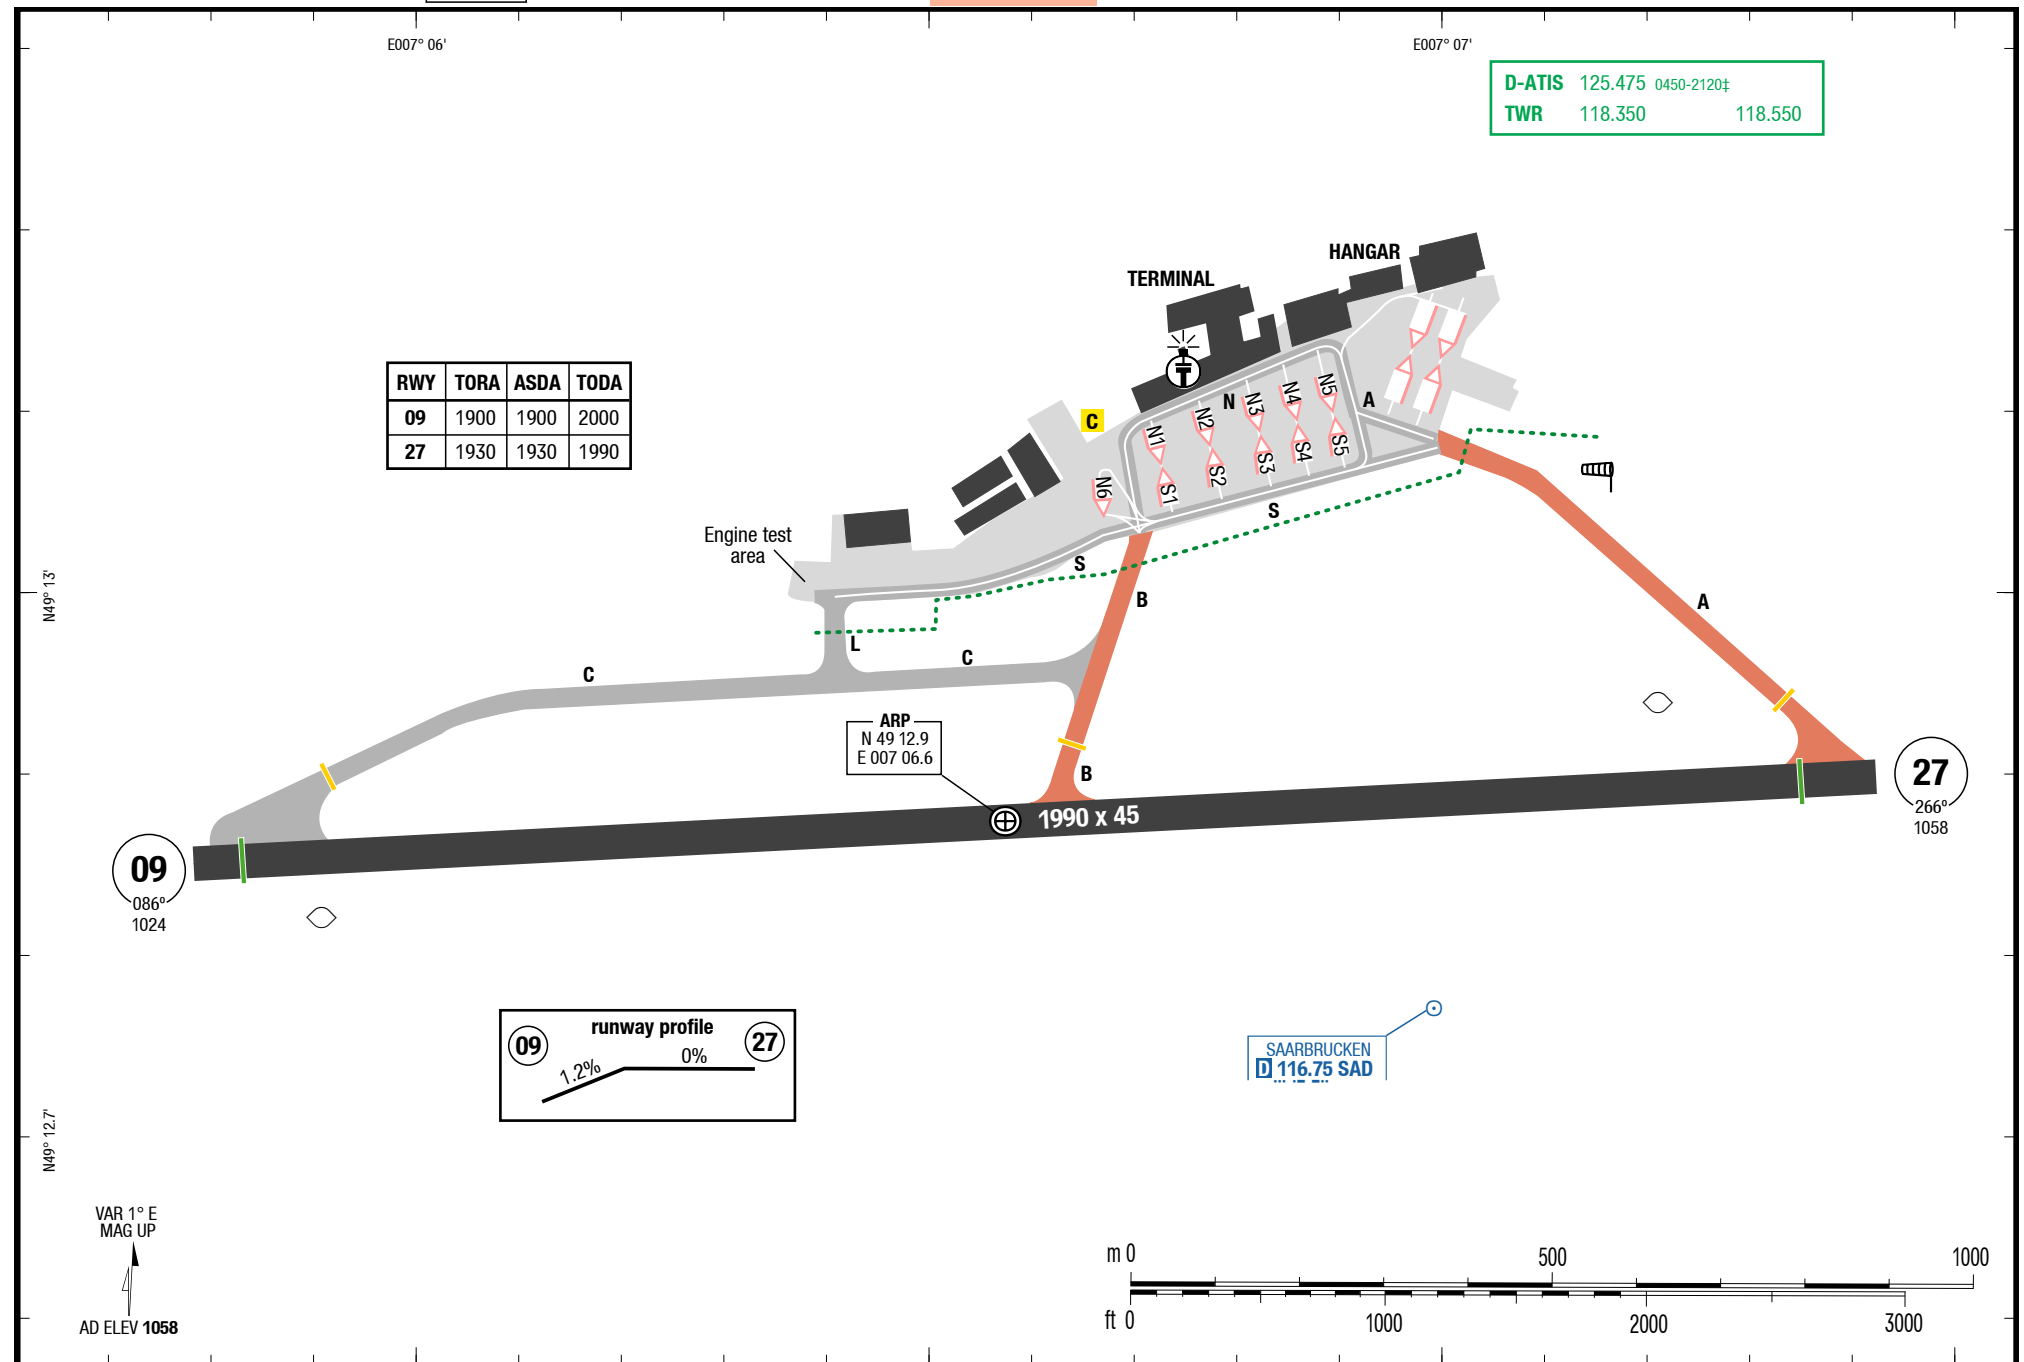 E007° 06'
E007° 07'
D-ATIS 125.475 0450-2120‡
TWR 118.350 118.550
HANGAR
TERMINAL
RWY TORA ASDA TODA
09 1900 1900 2000
27 1930 1930 1990
C
N
A
N1
N2
N3
N4
N5
N6
S1
S2
S3
S4
S5
S
Engine test
area
S
B
A
N49° 13'
L
C
C
ARP
N 49 12.9
E 007 06.6
B
1990 x 45
27
266°
1058
09
086°
1024
runway profile
09
27
1.2%
0%
SAARBRUCKEN
D 116.75 SAD
N49° 12.7'
VAR 1° E
MAG UP
AD ELEV 1058
m 0 500 1000
ft 0 1000 2000 3000